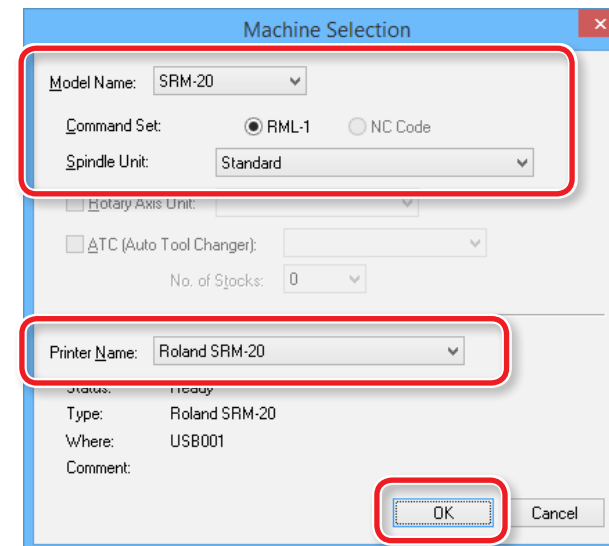 Machine Selection
Model Name: SRM-20
Command Set: RML-1 NC Code
Spindle Unit: Standard
Rotary Axis Unit:
ATC (Auto Tool Changer):
No. of Stocks: 0
Printer Name: Roland SRM-20
Status: Ready
Type: Roland SRM-20
Where: USB001
Comment:
OK Cancel